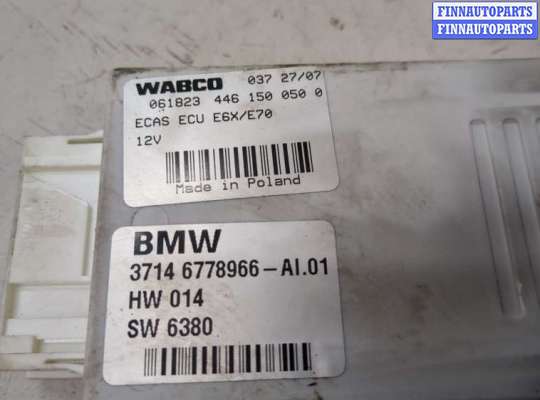 FINNAUTOPARTS
FINNAUTOPARTS
WABCO 037 27/07
061823 446 150 050 0
ECAS ECU E6X/E70
12V
Made in Poland
BMW
3714 6778966-AI.01
HW 014
SW 6380